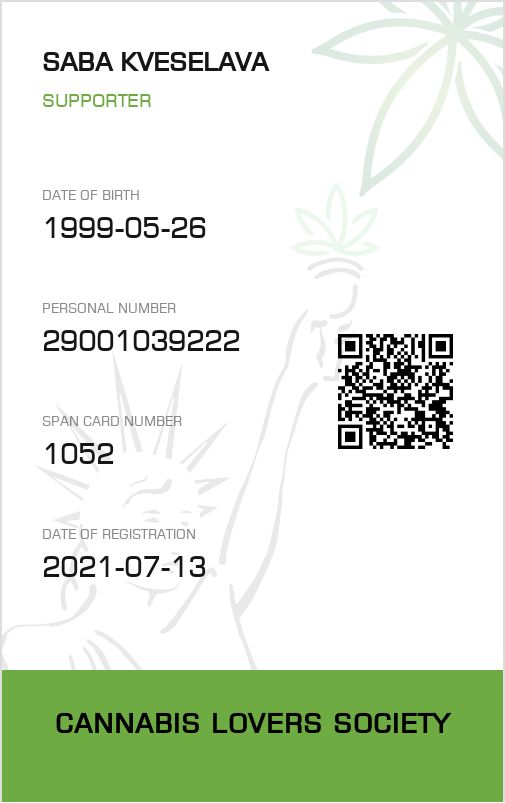 SABA KVESELAVA
SUPPORTER
DATE OF BIRTH
1999-05-26
PERSONAL NUMBER
29001039222
SPAN CARD NUMBER
1052
DATE OF REGISTRATION
2021-07-13
CANNABIS LOVERS SOCIETY